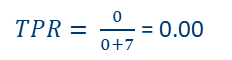 TPR = 0/0+7 = 0.00